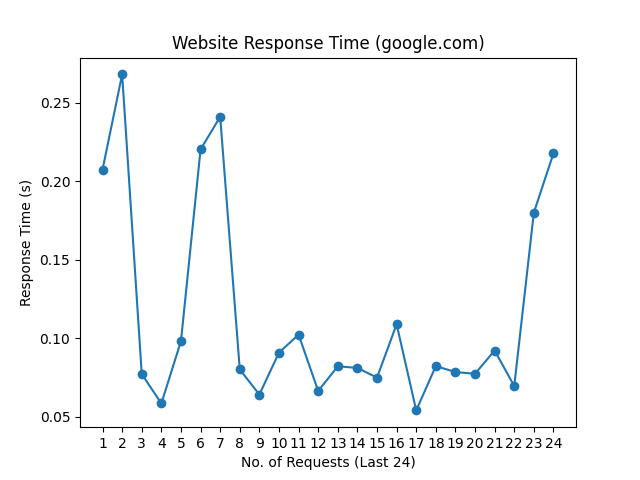 Website Response Time (google.com)
Response Time (s)
0.25
0.20
0.15
0.10
0.05
1 2 3 4 5 6 7 8 9 10 11 12 13 14 15 16 17 18 19 20 21 22 23 24
No. of Requests (Last 24)